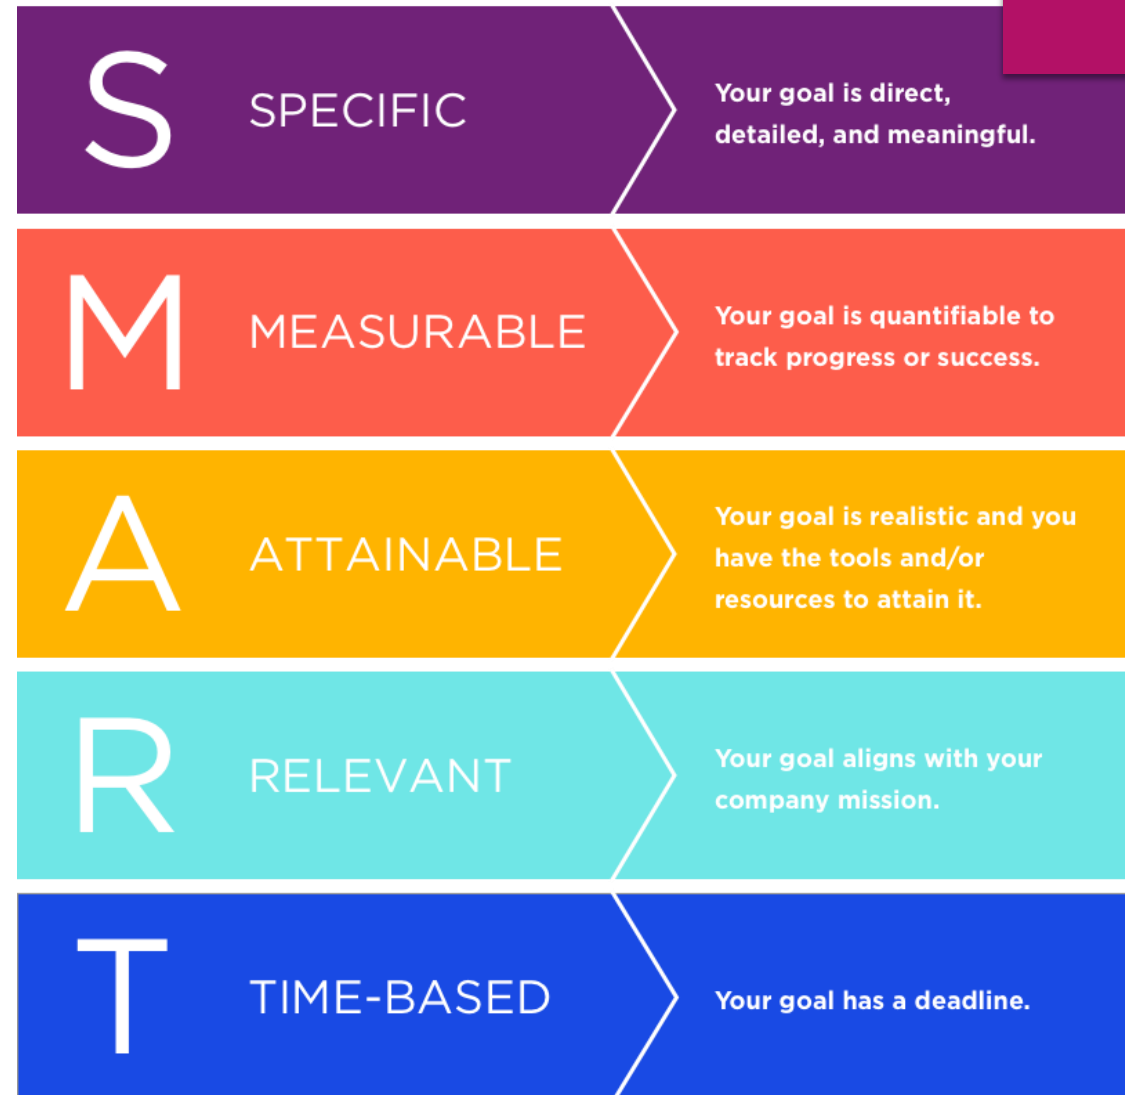 S SPECIFIC
Your goal is direct,
detailed, and meaningful.
M MEASURABLE
Your goal is quantifiable to
track progress or success.
A ATTAINABLE
Your goal is realistic and you
have the tools and/or
resources to attain it.
R RELEVANT
Your goal aligns with your
company mission.
T TIME-BASED
Your goal has a deadline.